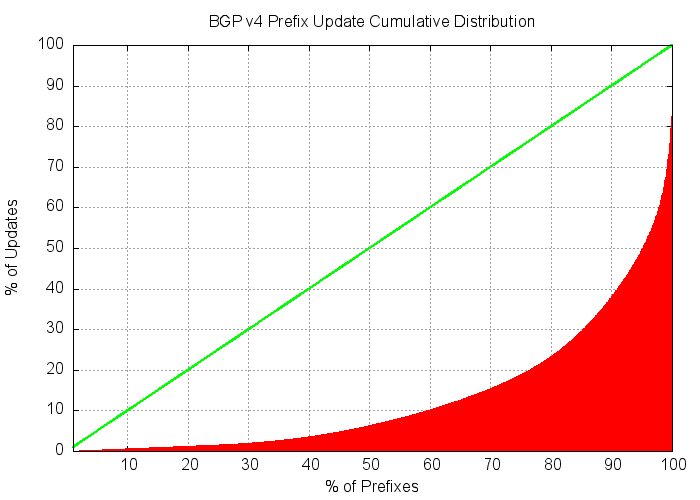 BGP v4 Prefix Update Cumulative Distribution
100
90
80
70
60
50
40
30
20
10
0
% of Updates
10 20 30 40 50 60 70 80 90 100
% of Prefixes